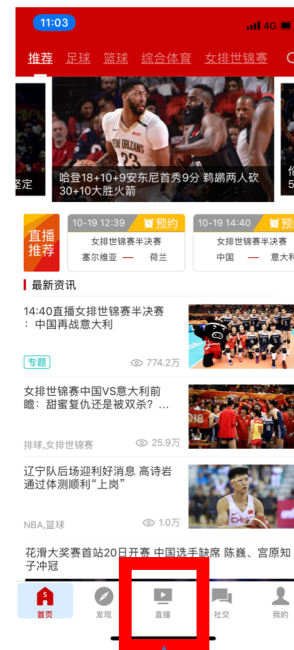 11:03
4G
推荐 足球 篮球 综合体育 女排世锦赛
坚定
哈登18+10+9安东尼首秀9分 鹈鹕两人砍
30+10大胜火箭
直播
推荐
10-19 12:39 预约
女排世锦赛半决赛
塞尔维亚 — 荷兰
10-19 14:40 预
女排世锦赛半决赛
中国 — 意大利
最新资讯
14:40直播女排世锦赛半决赛
：中国再战意大利
专题 774.2万
女排世锦赛中国VS意大利前
瞻：甜蜜复仇还是被双杀？...
排球,女排世锦赛 25.9万
辽宁队后场迎利好消息 高诗岩
通过体测顺利“上岗”
NBA,篮球 1.0万
花滑大奖赛首站20日开赛 中国选手缺席 陈巍、宫原知
子冲冠
首页 发现 直播 社交 我的